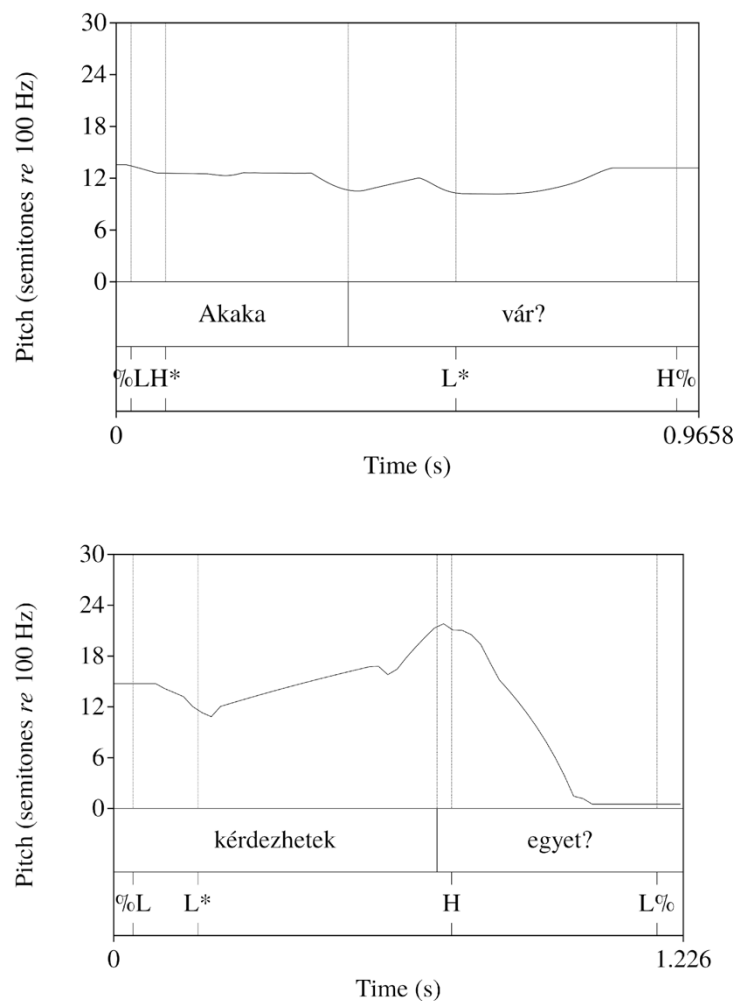 30
24
18
12
6
0
Pitch (semitones re 100 Hz)
Akaka vár?
%L H* L* H%
0 0.9658
Time (s)
30
24
18
12
6
0
Pitch (semitones re 100 Hz)
kérdezhetek egyet?
%L L* H L%
0 1.226
Time (s)